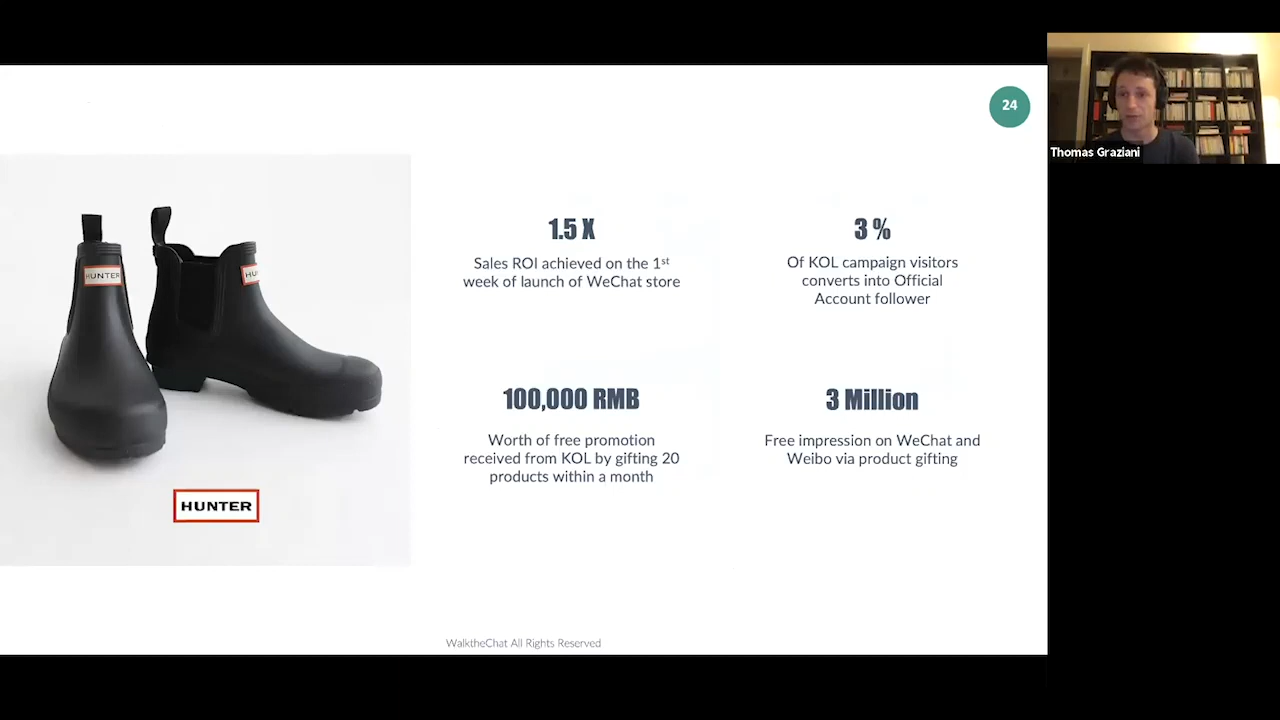 24
HUNTER
HU
HUNTER
1.5 X
Sales ROI achieved on the 1st
week of launch of WeChat store
3 %
Of KOL campaign visitors
converts into Official
Account follower
100,000 RMB
Worth of free promotion
received from KOL by gifting 20
products within a month
3 Million
Free impression on WeChat and
Weibo via product gifting
WalktheChat All Rights Reserved
Thomas Graziani